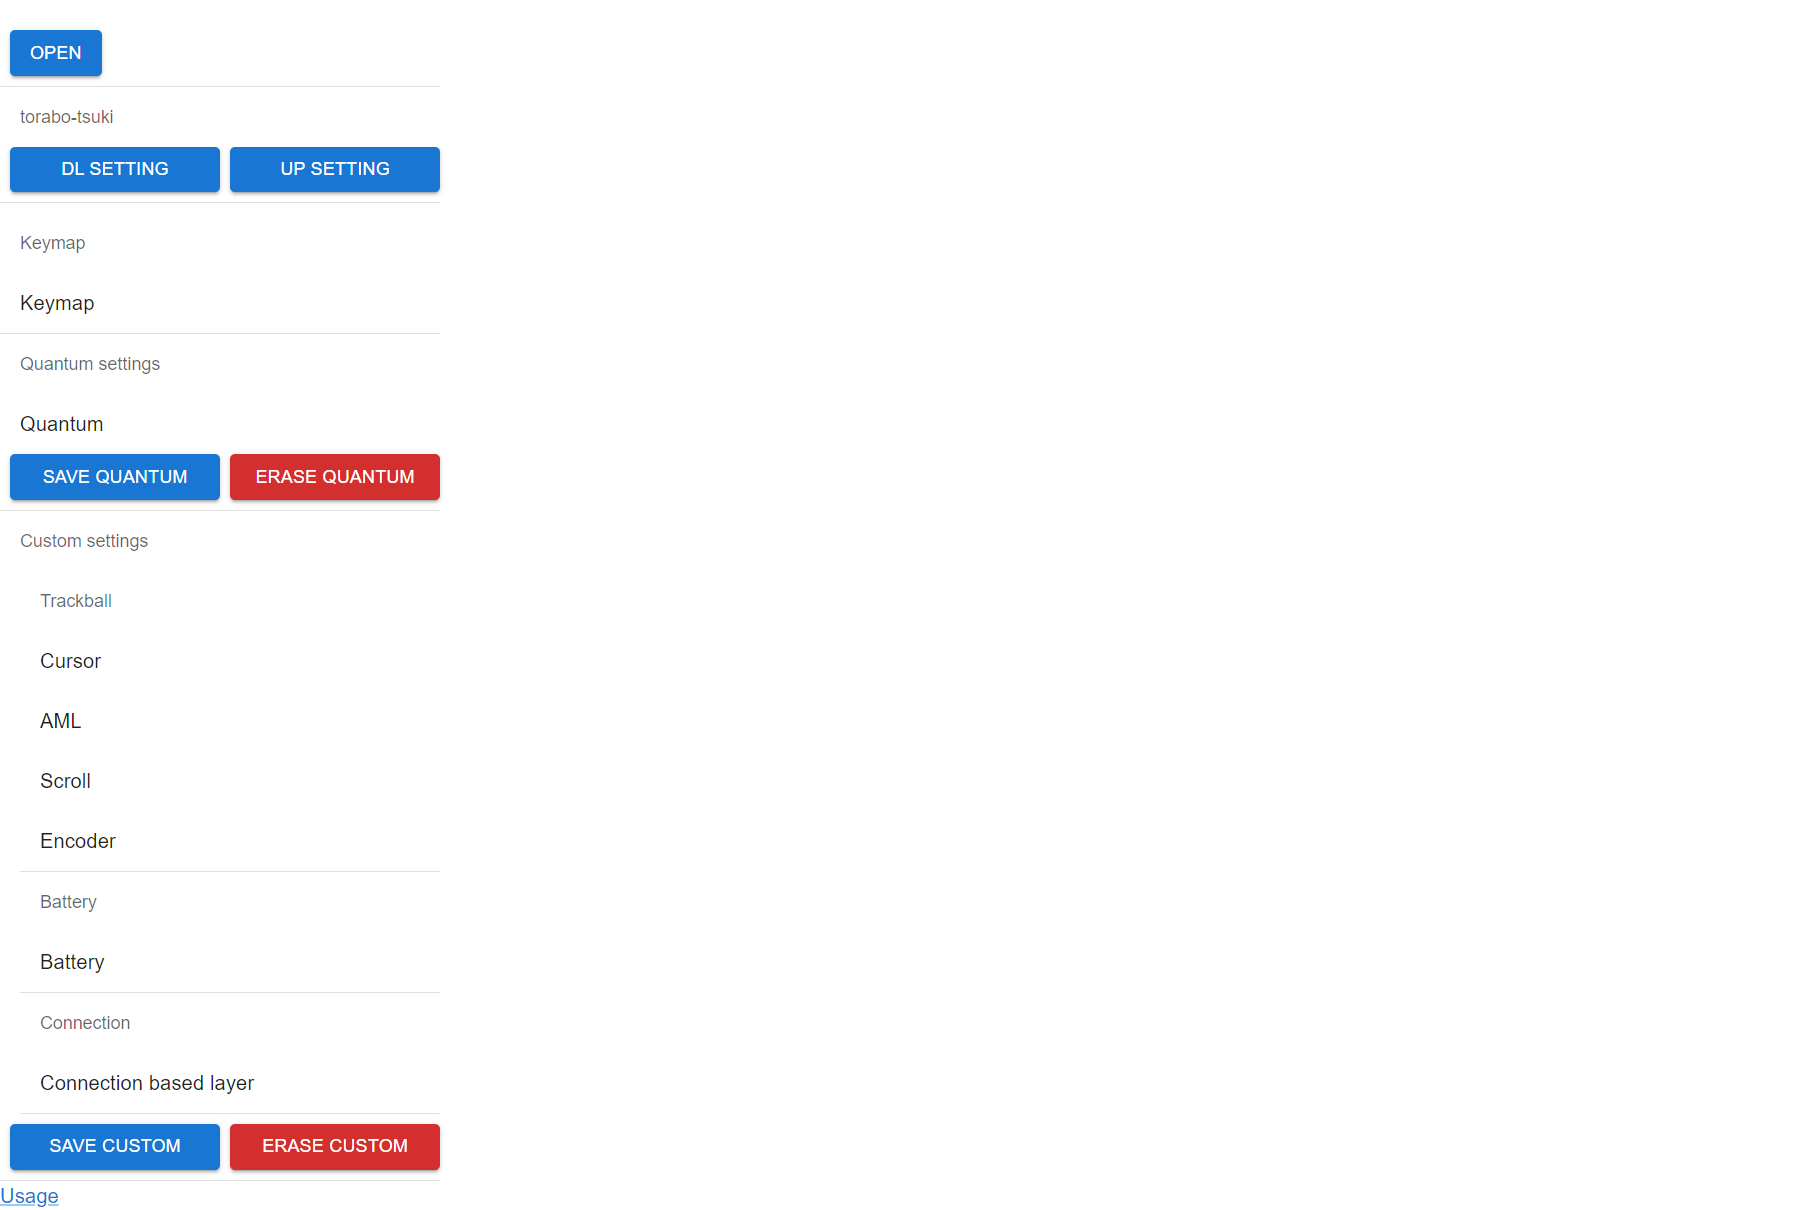 OPEN
torabo-tsuki
DL SETTING UP SETTING
Keymap
Keymap
Quantum settings
Quantum
SAVE QUANTUM ERASE QUANTUM
Custom settings
Trackball
Cursor
AML
Scroll
Encoder
Battery
Battery
Connection
Connection based layer
SAVE CUSTOM ERASE CUSTOM
Usage